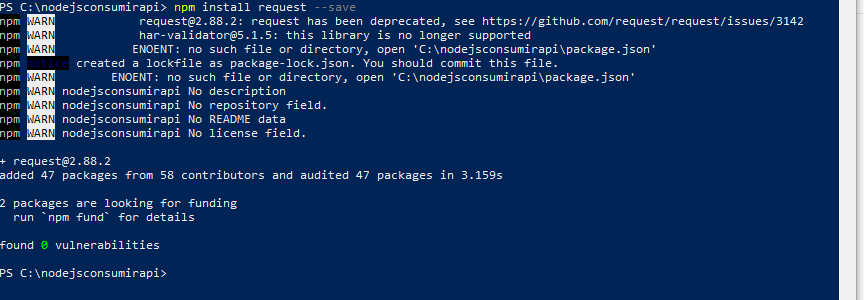 PS C:\nodejsconsumirapi> npm install request --save
npm WARN request@2.88.2: request has been deprecated, see https://github.com/request/request/issues/3142
npm WARN har-validator@5.1.5: this library is no longer supported
npm WARN ENOENT: no such file or directory, open 'C:\nodejsconsumirapi\package.json'
npm notice created a lockfile as package-lock.json. You should commit this file.
npm WARN ENOENT: no such file or directory, open 'C:\nodejsconsumirapi\package.json'
npm WARN nodejsconsumirapi No description
npm WARN nodejsconsumirapi No repository field.
npm WARN nodejsconsumirapi No README data
npm WARN nodejsconsumirapi No license field.
+ request@2.88.2
added 47 packages from 58 contributors and audited 47 packages in 3.159s
2 packages are looking for funding
run `npm fund` for details
found 0 vulnerabilities
PS C:\nodejsconsumirapi>